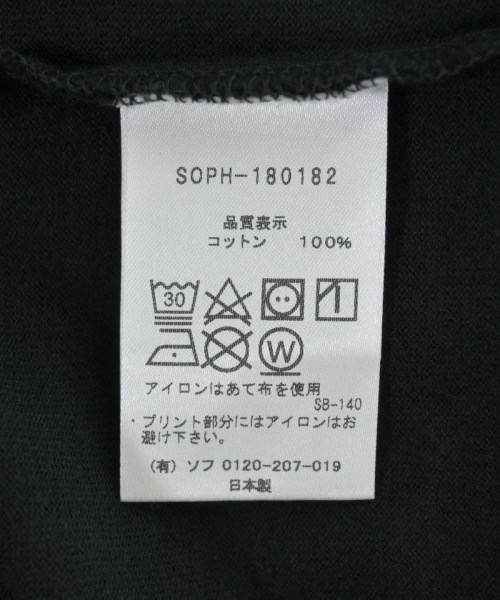 SOPH-180182
品質表示
コットン 100%
30
W
アイロンはあて布を使用
SB-140
・プリント部分にはアイロンはお
避け下さい。
(有) ソフ 0120-207-019
日本製